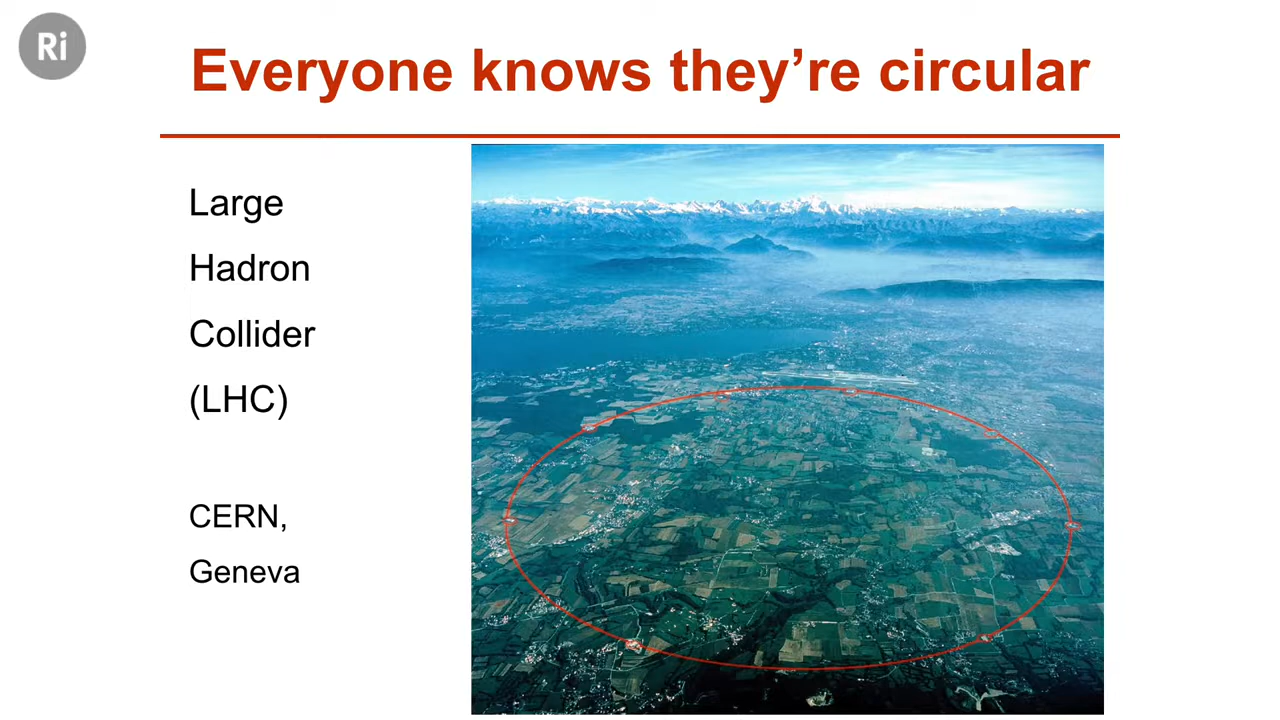 Ri
Everyone knows they’re circular
Large
Hadron
Collider
(LHC)
CERN,
Geneva